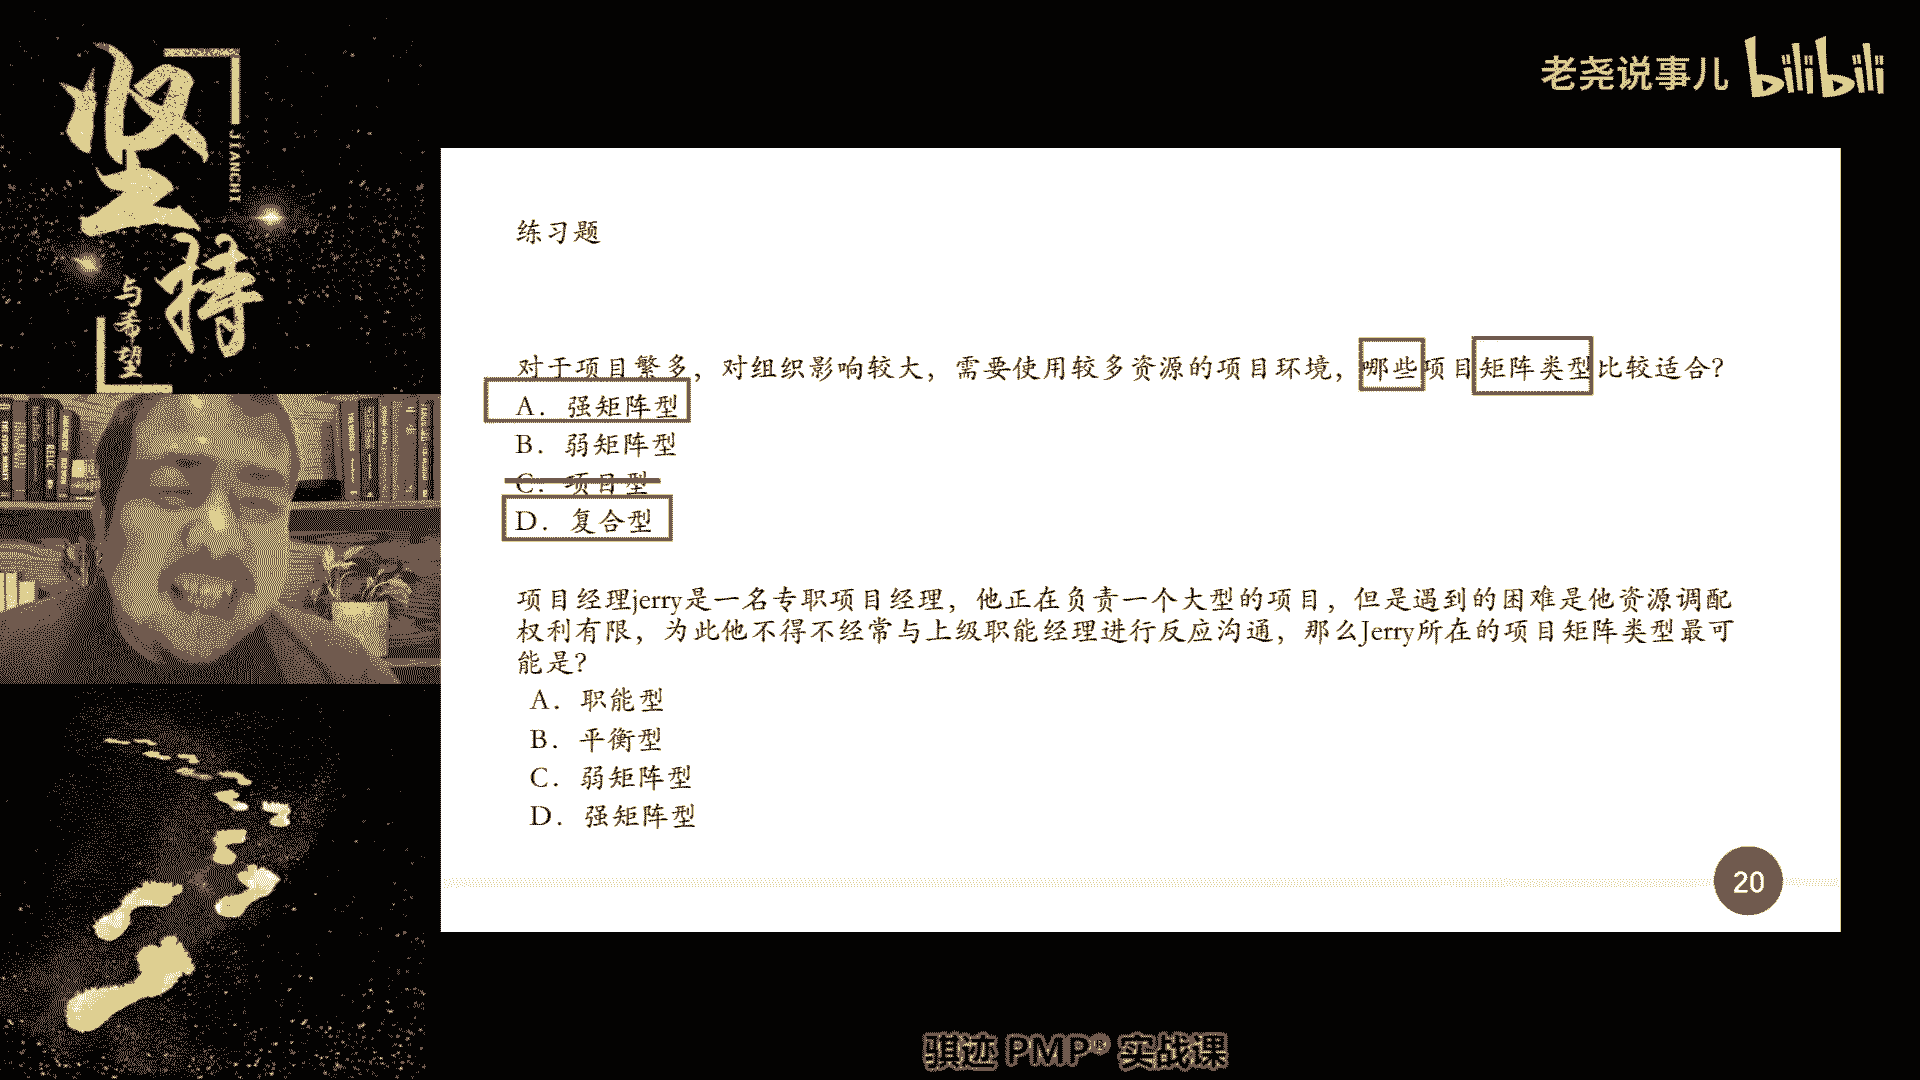 坚持
JIANCHI
与希望
老尧说事儿 bilibili
练习题
对于项目繁多，对组织影响较大，需要使用较多资源的项目环境，哪些项目矩阵类型比较适合？
A. 强矩阵型
B. 弱矩阵型
C. 项目型
D. 复合型
项目经理jerry是一名专职项目经理，他正在负责一个大型的项目，但是遇到的困难是他资源调配
权利有限，为此他不得不经常与上级职能经理进行反应沟通，那么Jerry所在的项目矩阵类型最可
能是？
A. 职能型
B. 平衡型
C. 弱矩阵型
D. 强矩阵型
20
骐迹 PMP® 实战课